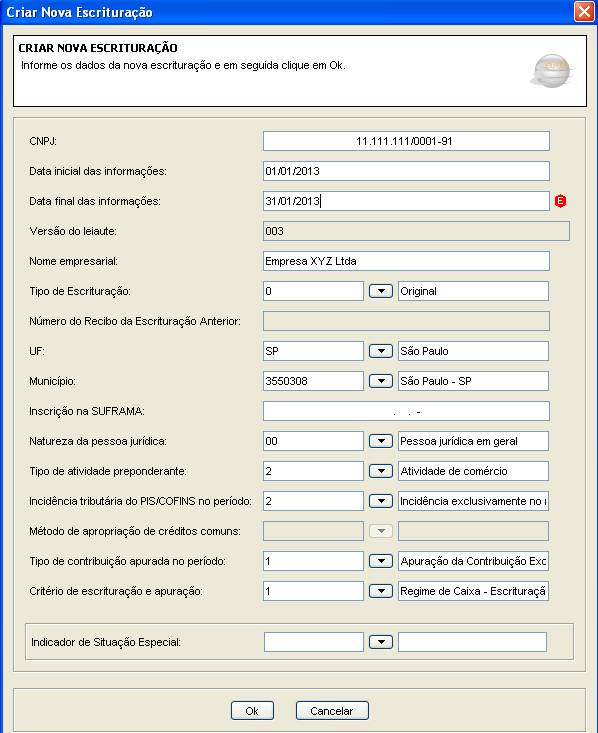 Criar Nova Escrituração
CRIAR NOVA ESCRITURAÇÃO
Informe os dados da nova escrituração e em seguida clique em Ok.
CNPJ: 11.111.111/0001-91
Data inicial das informações: 01/01/2013
Data final das informações: 31/01/2013 E
Versão do leiaute: 003
Nome empresarial: Empresa XYZ Ltda
Tipo de Escrituração: 0 Original
Número do Recibo da Escrituração Anterior:
UF: SP São Paulo
Município: 3550308 São Paulo - SP
Inscrição na SUFRAMA: . . -
Natureza da pessoa jurídica: 00 Pessoa jurídica em geral
Tipo de atividade preponderante: 2 Atividade de comércio
Incidência tributária do PIS/COFINS no período: 2 Incidência exclusivamente no r
Método de apropriação de créditos comuns:
Tipo de contribuição apurada no período: 1 Apuração da Contribuição Exc
Critério de escrituração e apuração: 1 Regime de Caixa - Escrituraçã
Indicador de Situação Especial:
Ok Cancelar